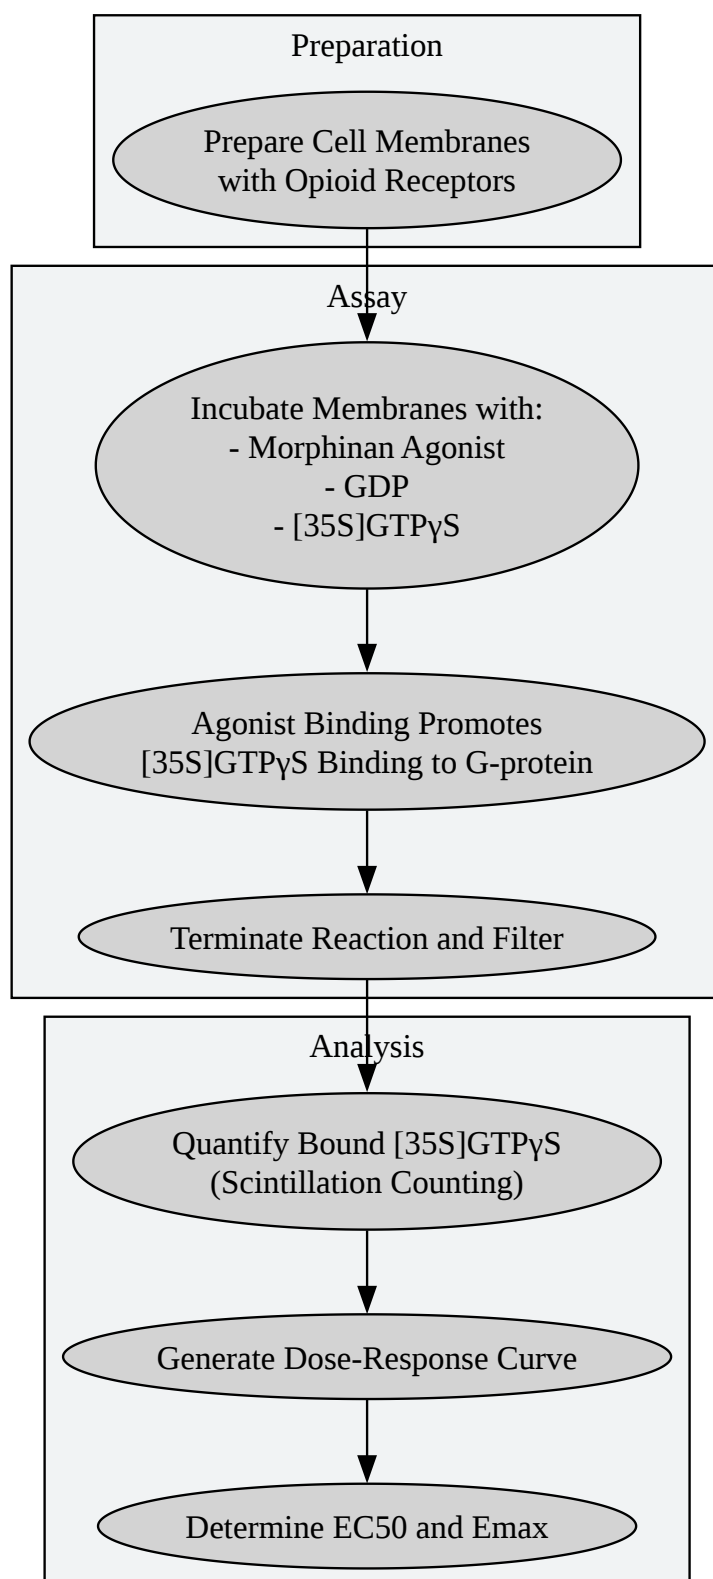 Preparation
Prepare Cell Membranes
with Opioid Receptors
Assay
Incubate Membranes with:
- Morphinan Agonist
- GDP
- [35S]GTPγS
Agonist Binding Promotes
[35S]GTPγS Binding to G-protein
Terminate Reaction and Filter
Analysis
Quantify Bound [35S]GTPγS
(Scintillation Counting)
Generate Dose-Response Curve
Determine EC50 and Emax